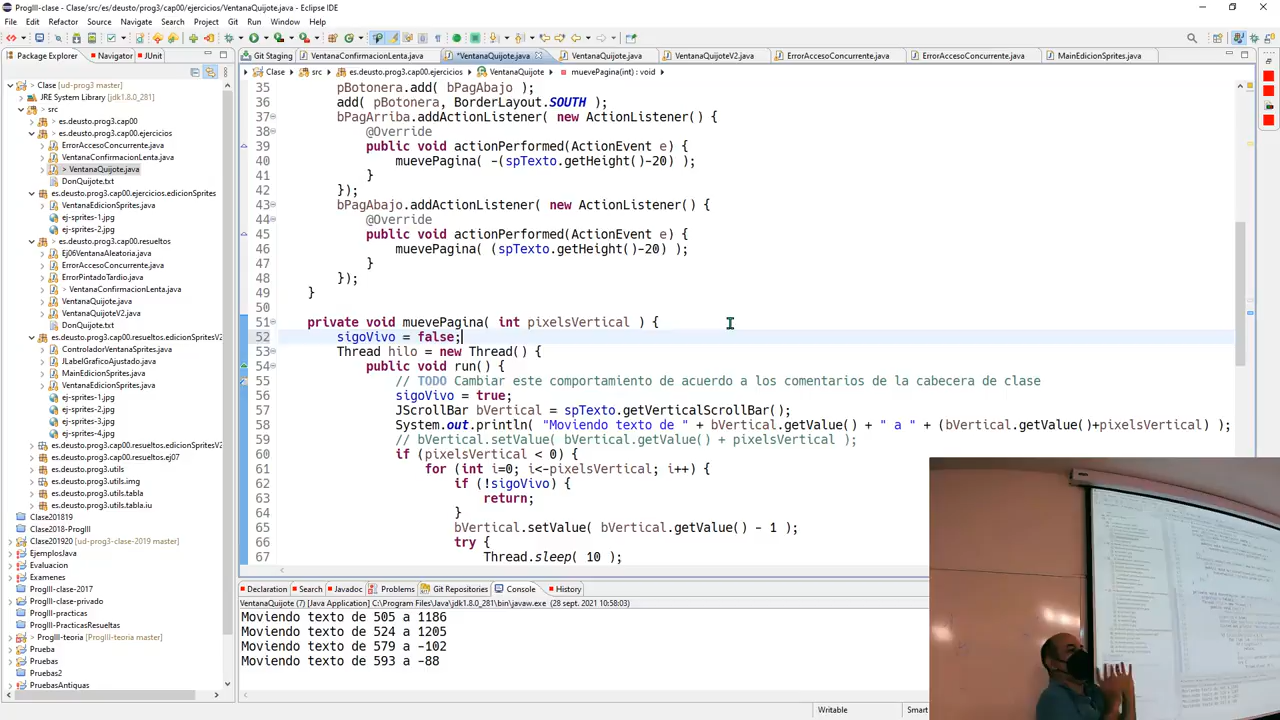 ProgIII-clase - Clase/src/es/deusto/prog3/cap00/ejercicios/VentanaQuijote.java - Eclipse IDE
File Edit Refactor Source Navigate Search Project Git Run Window Help
Package Explorer Navigator JUnit
Clase [ud-prog3 master]
JRE System Library [jdk1.8.0_281]
src
es.deusto.prog3.cap00
es.deusto.prog3.cap00.ejercicios
ErrorAccesoConcurrente.java
VentanaConfirmacionLenta.java
> VentanaQuijote.java
DonQuijote.txt
es.deusto.prog3.cap00.ejercicios.edicionSprites
VentanaEdicionSprites.java
ej-sprites-1.jpg
ej-sprites-2.jpg
es.deusto.prog3.cap00.resueltos
Ej06VentanaAleatoria.java
ErrorAccesoConcurrente.java
ErrorPintadoTardio.java
> VentanaConfirmacionLenta.java
VentanaQuijote.java
VentanaQuijoteV2.java
DonQuijote.txt
es.deusto.prog3.cap00.resueltos.edicionSpritesV2
ControladorVentanaSprites.java
JLabelGraficoAjustado.java
MainEdicionSprites.java
VentanaEdicionSprites.java
ej-sprites-1.jpg
ej-sprites-2.jpg
ej-sprites-3.jpg
ej-sprites-4.jpg
es.deusto.prog3.cap00.resueltos.edicionSpritesV2
es.deusto.prog3.cap00.resueltos.ej07
es.deusto.prog3.utils
es.deusto.prog3.utils.img
es.deusto.prog3.utils.tabla
es.deusto.prog3.utils.tabla.iu
Clase201819
Clase2018-ProgIII
Clase201920 [ud-prog3-clase-2019 master]
EjemplosJava
Evaluacion
Examenes
ProgIII-clase-2017
ProgIII-clase-privado
ProgIII-practicas
ProgIII-PracticasResueltas
ProgIII-teoria [ProgIII-teoria master]
Prueba
Pruebas
Pruebas2
PruebasAntiguas
Git Staging VentanaConfirmacionLenta.java *VentanaQuijote.java VentanaQuijote.java VentanaQuijoteV2.java ErrorAccesoConcurrente.java ErrorAccesoConcurrente.java MainEdicionSprites.java
Clase src es.deusto.prog3.cap00.ejercicios VentanaQuijote muevePagina(int) : void
35 pBotonera.add( bPagAbajo );
36 add( pBotonera, BorderLayout.SOUTH );
37 bPagArriba.addActionListener( new ActionListener() {
38 @Override
39 public void actionPerformed(ActionEvent e) {
40 muevePagina( -(spTexto.getHeight()-20) );
41 }
42 });
43 bPagAbajo.addActionListener( new ActionListener() {
44 @Override
45 public void actionPerformed(ActionEvent e) {
46 muevePagina( (spTexto.getHeight()-20) );
47 }
48 });
49 }
50
51 private void muevePagina( int pixelsVertical ) {
52 sigoVivo = false;
53 Thread hilo = new Thread() {
54 public void run() {
55 // TODO Cambiar este comportamiento de acuerdo a los comentarios de la cabecera de clase
56 sigoVivo = true;
57 JScrollBar bVertical = spTexto.getVerticalScrollBar();
58 System.out.println( "Moviendo texto de " + bVertical.getValue() + " a " + (bVertical.getValue()+pixelsVertical) );
59 // bVertical.setValue( bVertical.getValue() + pixelsVertical );
60 if (pixelsVertical < 0) {
61 for (int i=0; i<-pixelsVertical; i++) {
62 if (!sigoVivo) {
63 return;
64 }
65 bVertical.setValue( bVertical.getValue() - 1 );
66 try {
67 Thread.sleep( 10 );
Declaration Search Javadoc Problems Git Repositories Console History
VentanaQuijote (7) [Java Application] C:\Program Files\Java\jdk1.8.0_281\bin\javaw.exe (28 sept. 2021 10:58:03)
Moviendo texto de 505 a 1186
Moviendo texto de 524 a 1205
Moviendo texto de 579 a -102
Moviendo texto de 593 a -88
Writable Smart